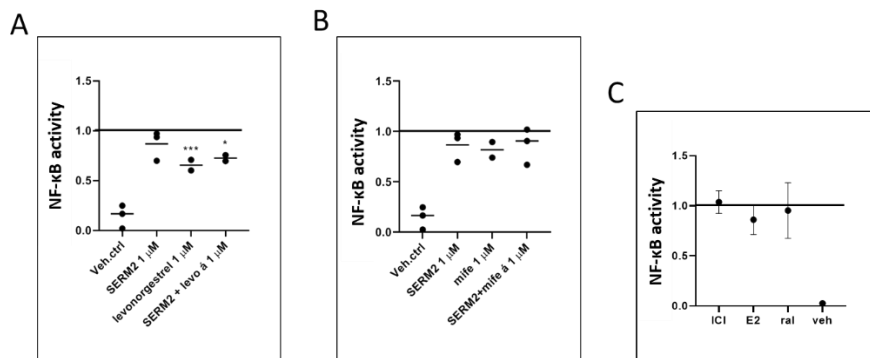 A
NF-κB activity
1.5
1.0
0.5
0.0
***
*
Veh.ctrl
SERM2 1 μM
levonorgestrel 1 μM
SERM2 + levo á 1 μM
B
NF-κB activity
1.5
1.0
0.5
0.0
Veh.ctrl
SERM2 1 μM
mife 1 μM
SERM2+mife á 1 μM
C
NF-κB activity
1.5
1.0
0.5
0.0
ICI
E2
ral
veh